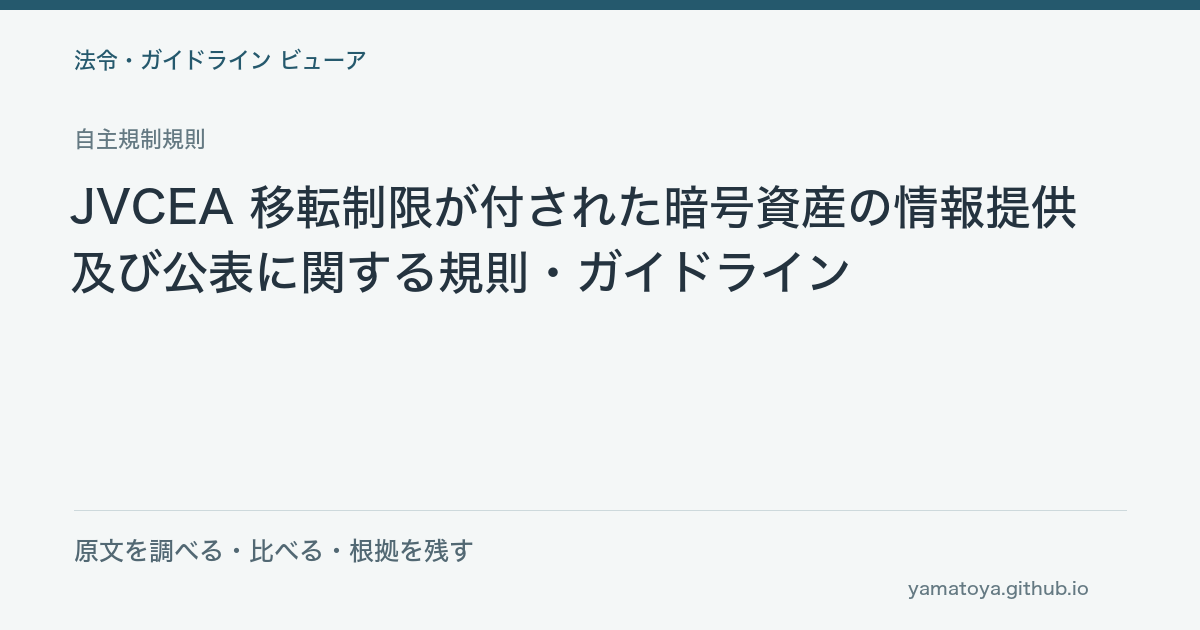 法令・ガイドライン ビューア
自主規制規則
JVCEA 移転制限が付された暗号資産の情報提供
及び公表に関する規則・ガイドライン
原文を調べる・比べる・根拠を残す
yamatoya.github.io